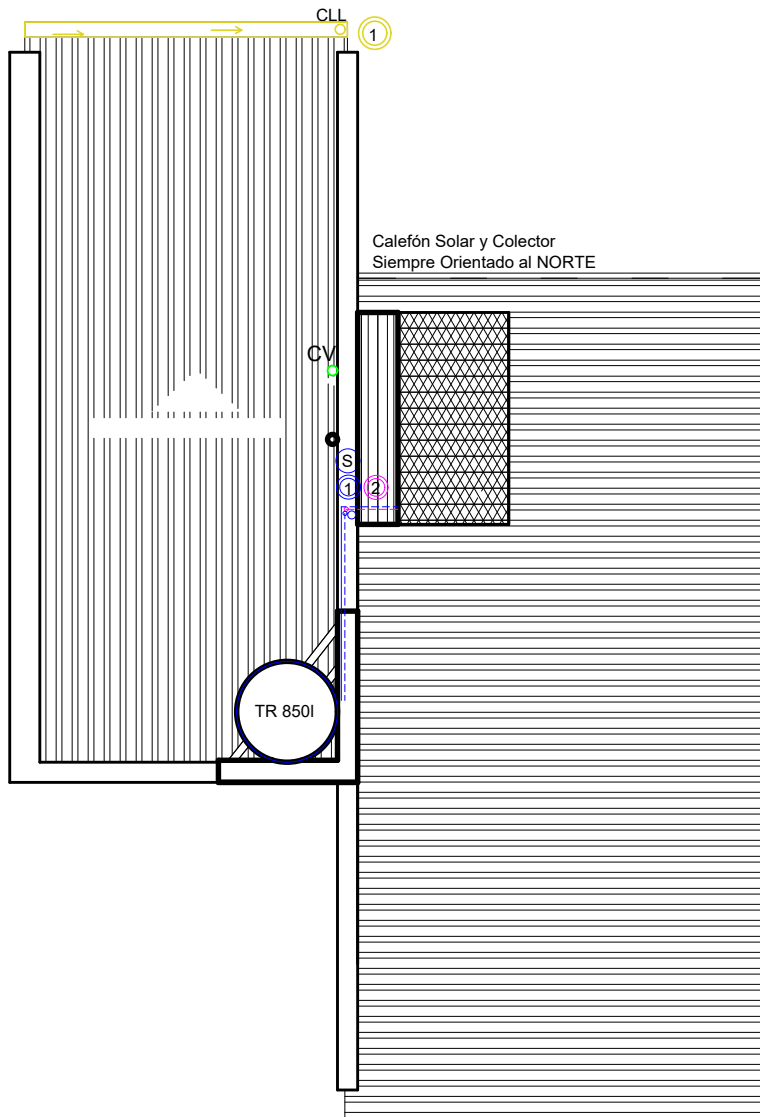 CLL
1
Calefón Solar y Colector
Siempre Orientado al NORTE
CV
S
1 2
TR 850l